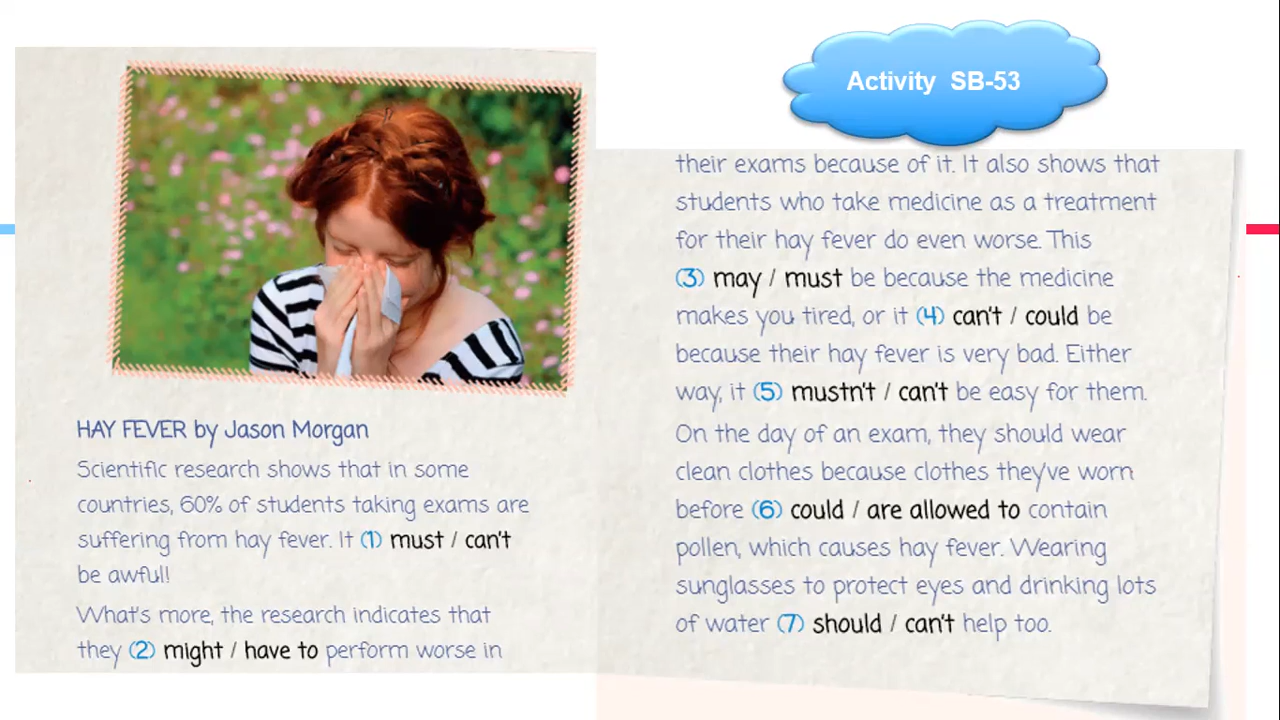 Activity SB-53
HAY FEVER by Jason Morgan
Scientific research shows that in some
countries, 60% of students taking exams are
suffering from hay fever. It (1) must / can't
be awful!
What's more, the research indicates that
they (2) might / have to perform worse in
their exams because of it. It also shows that
students who take medicine as a treatment
for their hay fever do even worse. This
(3) may / must be because the medicine
makes you tired, or it (4) can't / could be
because their hay fever is very bad. Either
way, it (5) mustn't / can't be easy for them.
On the day of an exam, they should wear
clean clothes because clothes they've worn
before (6) could / are allowed to contain
pollen, which causes hay fever. Wearing
sunglasses to protect eyes and drinking lots
of water (7) should / can't help too.